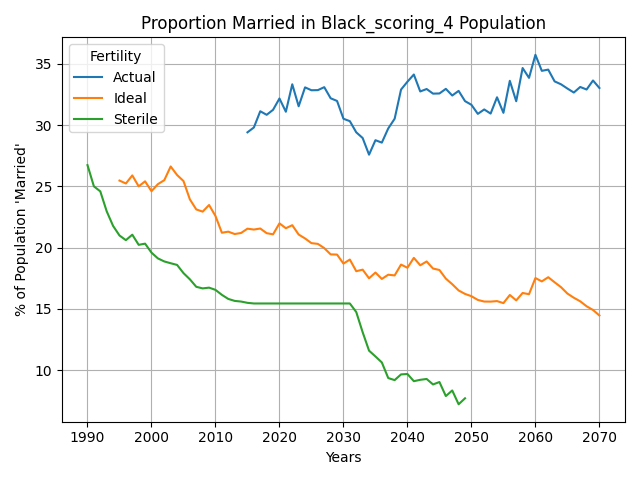 Proportion Married in Black_scoring_4 Population
Fertility
Actual
Ideal
Sterile
% of Population 'Married'
35
30
25
20
15
10
1990 2000 2010 2020 2030 2040 2050 2060 2070
Years